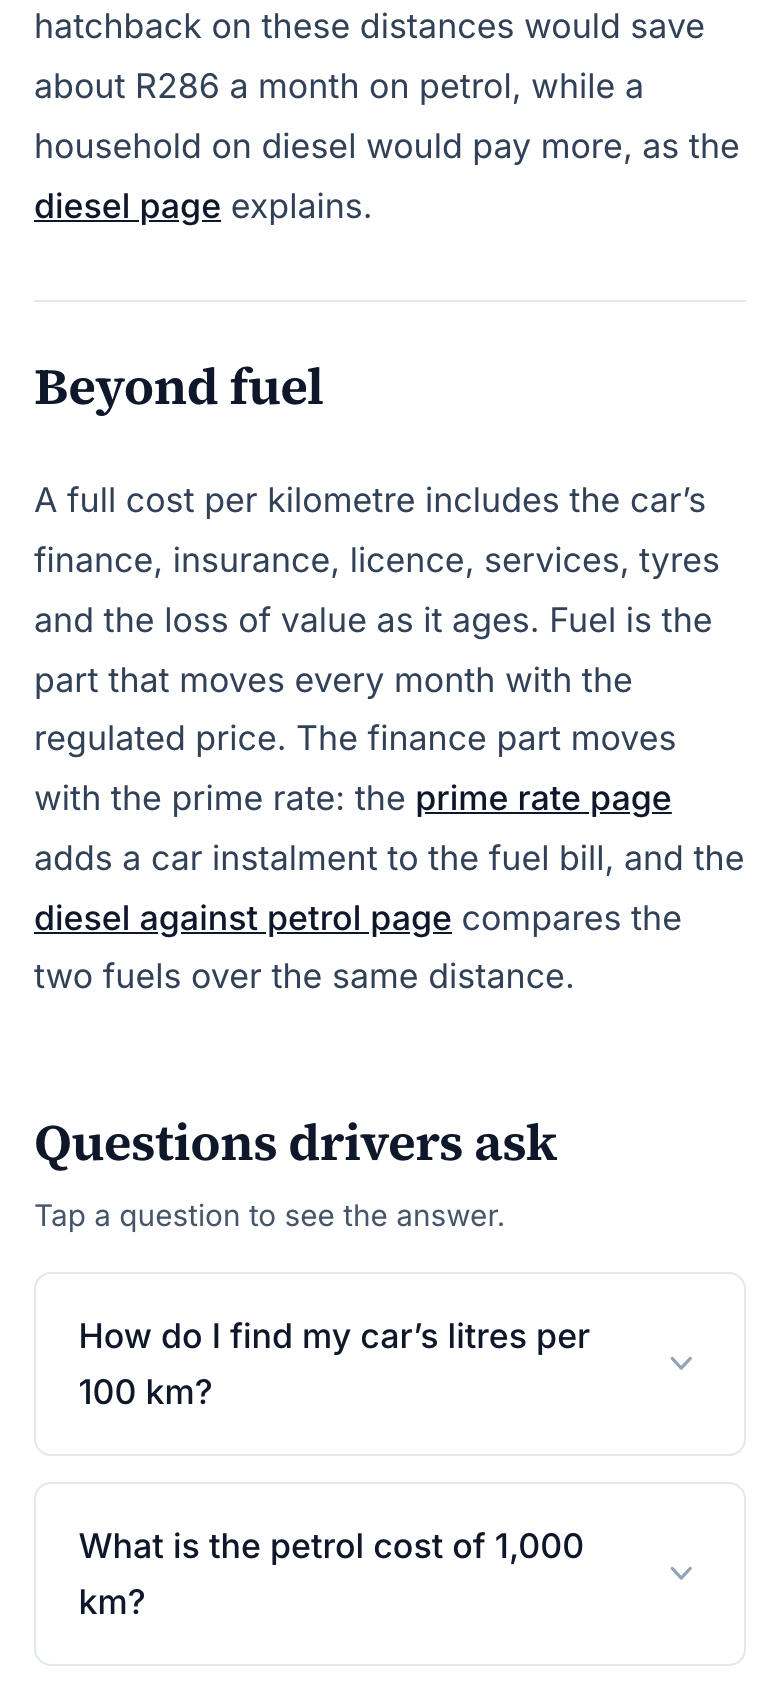 hatchback on these distances would save
about R286 a month on petrol, while a
household on diesel would pay more, as the
diesel page explains.
Beyond fuel
A full cost per kilometre includes the car’s
finance, insurance, licence, services, tyres
and the loss of value as it ages. Fuel is the
part that moves every month with the
regulated price. The finance part moves
with the prime rate: the prime rate page
adds a car instalment to the fuel bill, and the
diesel against petrol page compares the
two fuels over the same distance.
Questions drivers ask
Tap a question to see the answer.
How do I find my car’s litres per
100 km?
What is the petrol cost of 1,000
km?